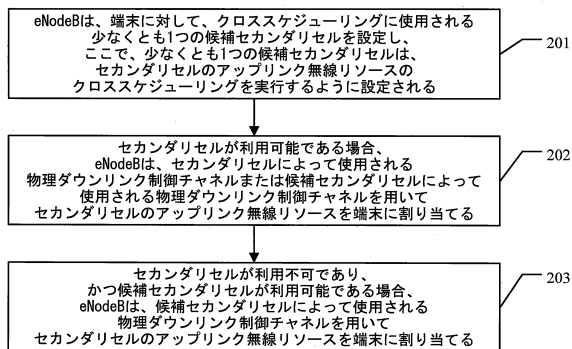 eNodeBは、端末に対して、クロススケジューリングに使用される
少なくとも1つの候補セカンダリセルを設定し、
ここで、少なくとも1つの候補セカンダリセルは、
セカンダリセルのアップリンク無線リソースの
クロススケジューリングを実行するように設定される
201
セカンダリセルが利用可能である場合、
eNodeBは、セカンダリセルによって使用される
物理ダウンリンク制御チャネルまたは候補セカンダリセルによって
使用される物理ダウンリンク制御チャネルを用いて
セカンダリセルのアップリンク無線リソースを端末に割り当てる
202
セカンダリセルが利用不可であり、
かつ候補セカンダリセルが利用可能である場合、
eNodeBは、候補セカンダリセルによって使用される
物理ダウンリンク制御チャネルを用いて
セカンダリセルのアップリンク無線リソースを端末に割り当てる
203